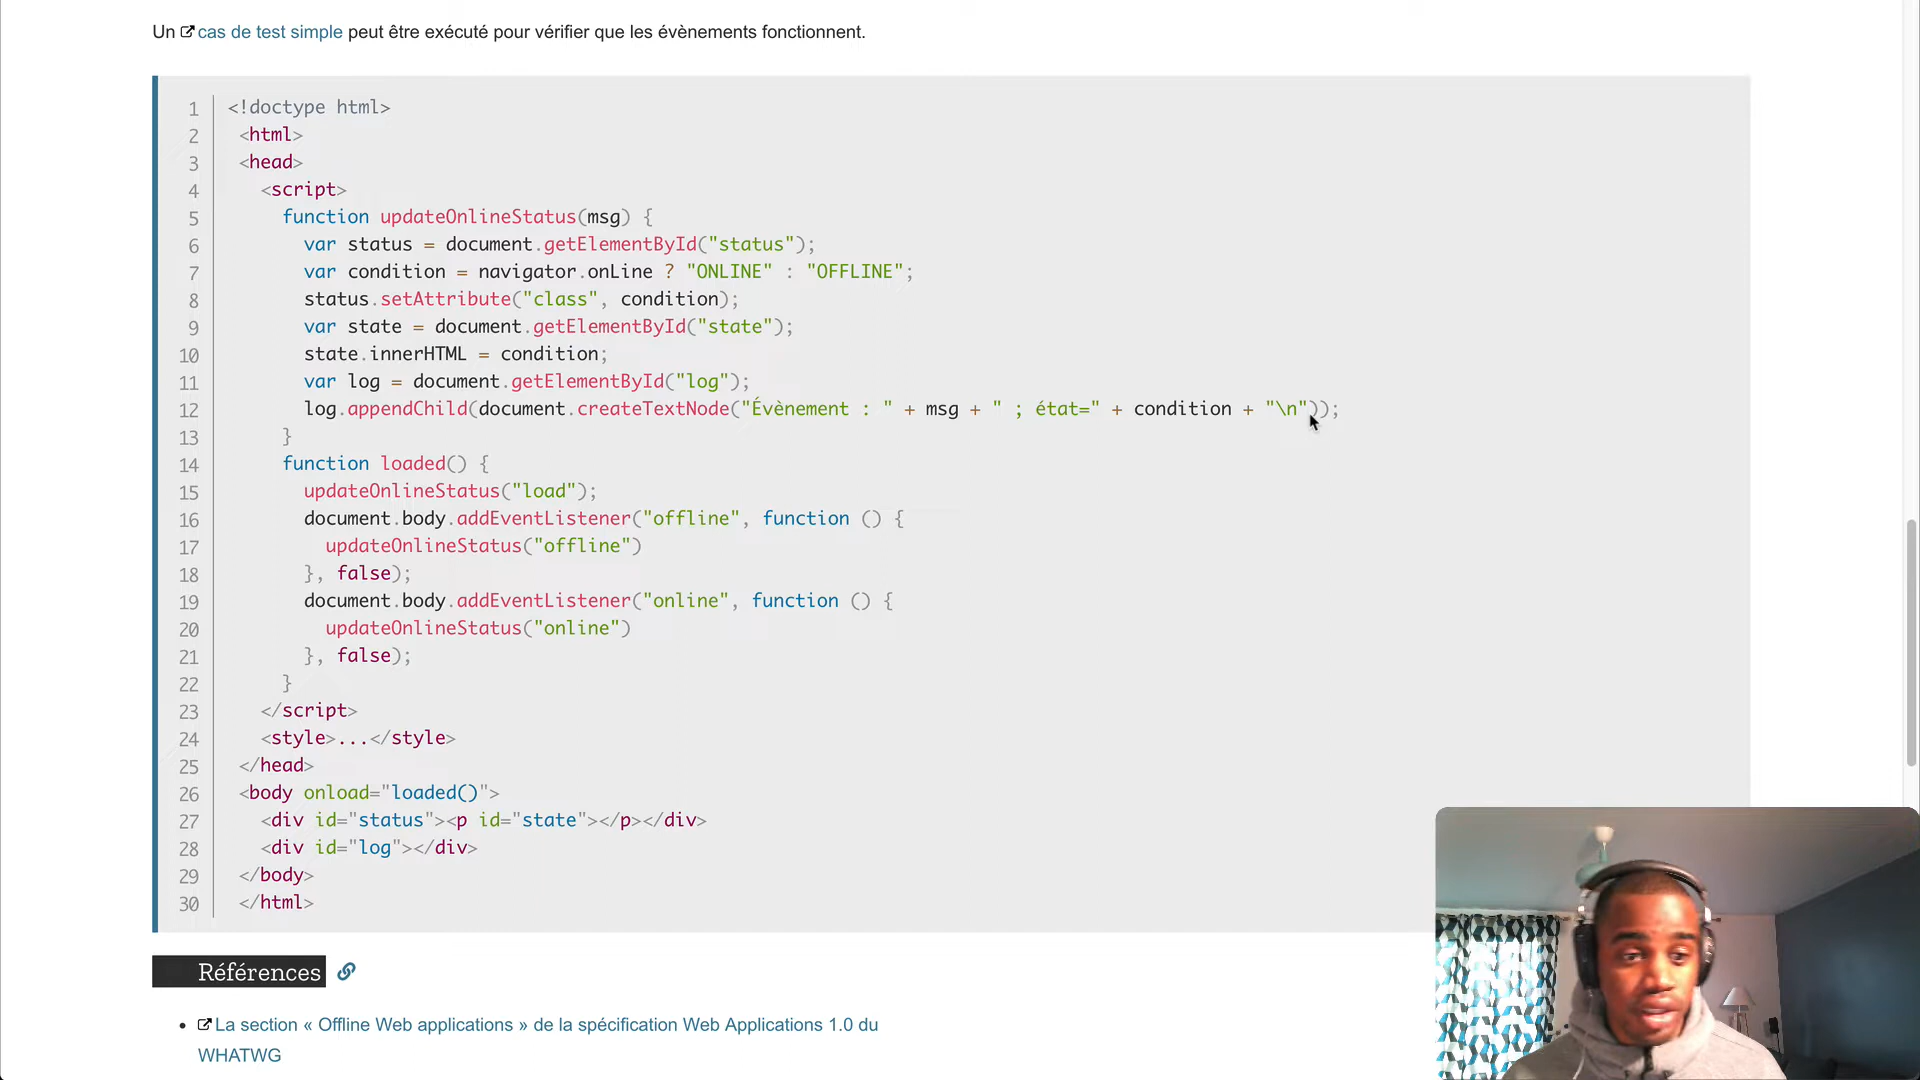 Un cas de test simple peut être exécuté pour vérifier que les évènements fonctionnent.
1 <!doctype html>
2 <html>
3 <head>
4 <script>
5 function updateOnlineStatus(msg) {
6 var status = document.getElementById("status");
7 var condition = navigator.onLine ? "ONLINE" : "OFFLINE";
8 status.setAttribute("class", condition);
9 var state = document.getElementById("state");
10 state.innerHTML = condition;
11 var log = document.getElementById("log");
12 log.appendChild(document.createTextNode("Évènement : " + msg + " ; état=" + condition + "\n"));
13 }
14 function loaded() {
15 updateOnlineStatus("load");
16 document.body.addEventListener("offline", function () {
17 updateOnlineStatus("offline")
18 }, false);
19 document.body.addEventListener("online", function () {
20 updateOnlineStatus("online")
21 }, false);
22 }
23 </script>
24 <style>...</style>
25 </head>
26 <body onload="loaded()">
27 <div id="status"><p id="state"></p></div>
28 <div id="log"></div>
29 </body>
30 </html>
Références
La section « Offline Web applications » de la spécification Web Applications 1.0 du
WHATWG